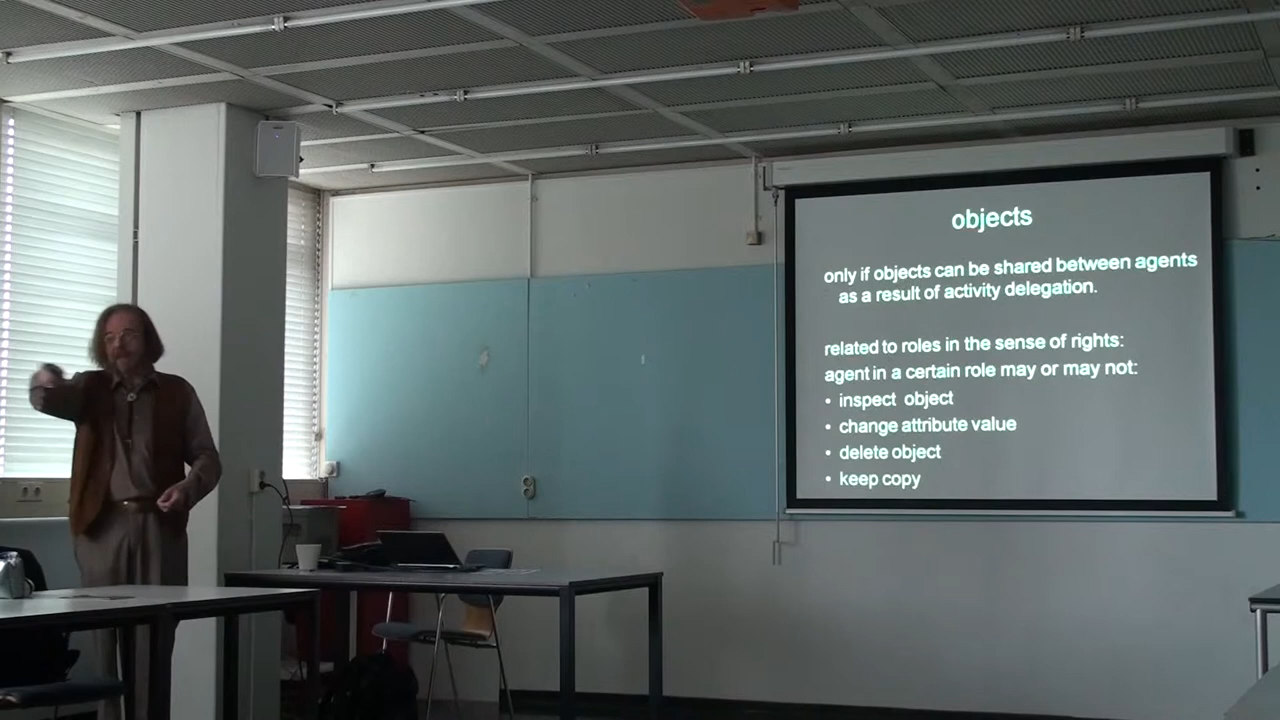 objects
only if objects can be shared between agents
as a result of activity delegation.
related to roles in the sense of rights:
agent in a certain role may or may not:
• inspect object
• change attribute value
• delete object
• keep copy